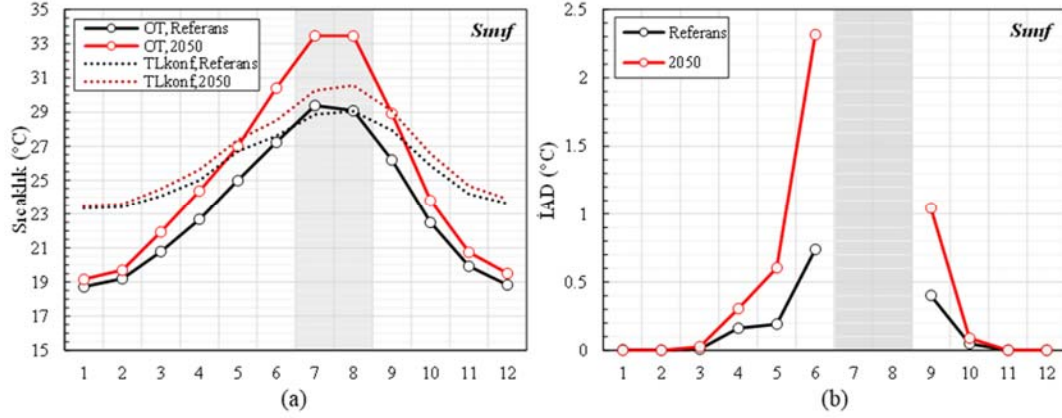 Sınıf
OT, Referans
OT, 2050
TLkonf, Referans
TLkonf, 2050
Sıcaklık (°C)
35
33
31
29
27
25
23
21
19
17
15
1 2 3 4 5 6 7 8 9 10 11 12
(a)
Sınıf
Referans
2050
İAD (°C)
2.5
2
1.5
1
0.5
0
1 2 3 4 5 6 7 8 9 10 11 12
(b)